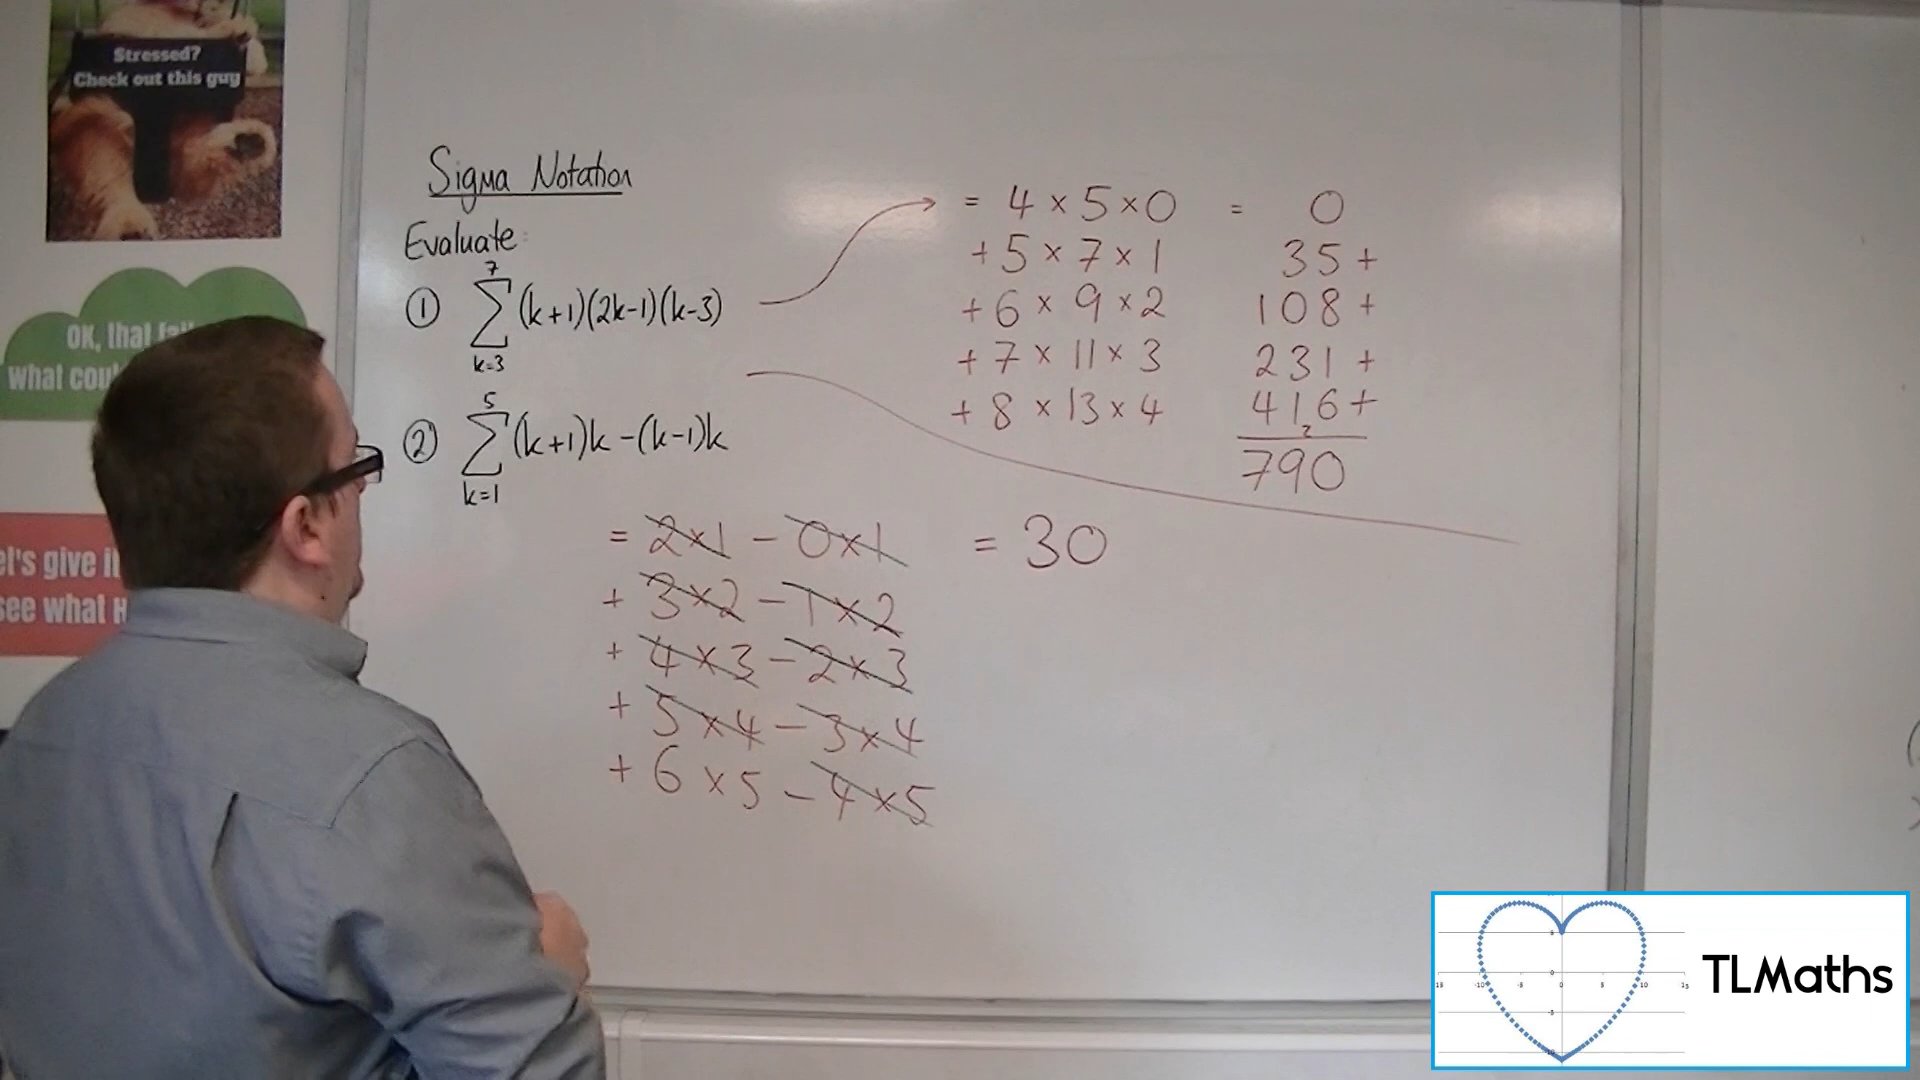 Stressed?
Check out this guy
OK, that
what
let's give it
see what
Sigma Notation
Evaluate:
① 7 ∑ k=3 (k+1)(2k-1)(k-3)
② 5 ∑ k=1 (k+1)k - (k-1)k
= 4 × 5 × 0 = 0
+ 5 × 7 × 1 35 +
+ 6 × 9 × 2 108 +
+ 7 × 11 × 3 231 +
+ 8 × 13 × 4 416 +
2
790
= 2×1 - 0×1 = 30
+ 3×2 - 1×2
+ 4×3 - 2×3
+ 5×4 - 3×4
+ 6×5 - 4×5
TLMaths